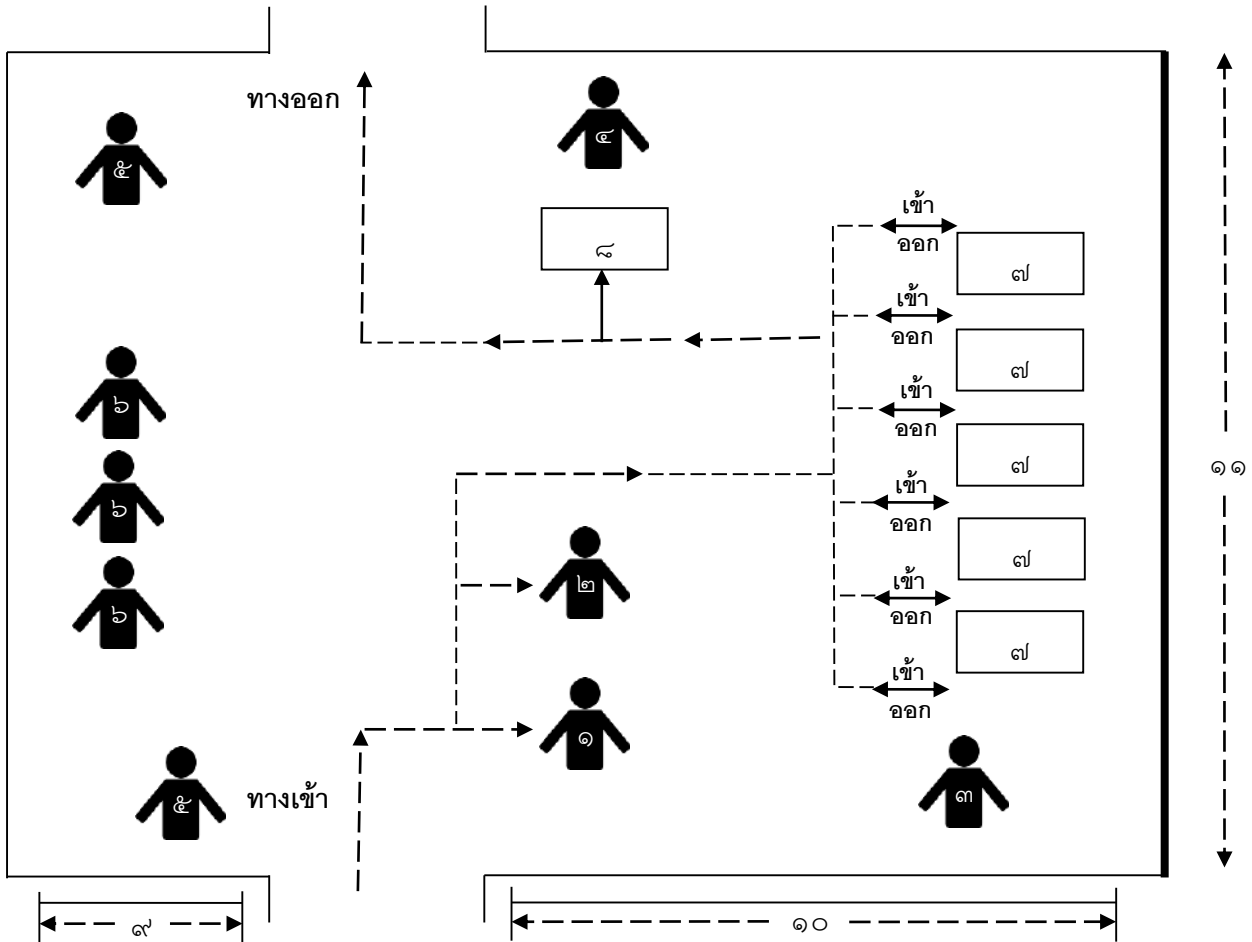 ทางออก
๔
๕
เข้า
ออก
๘
๗
เข้า
ออก
๗
เข้า
ออก
๖
๗
๑๑
เข้า
ออก
๖
๗
๒
เข้า
ออก
๖
๗
เข้า
ออก
๑
๓
ทางเข้า
๕
๙
๑๐